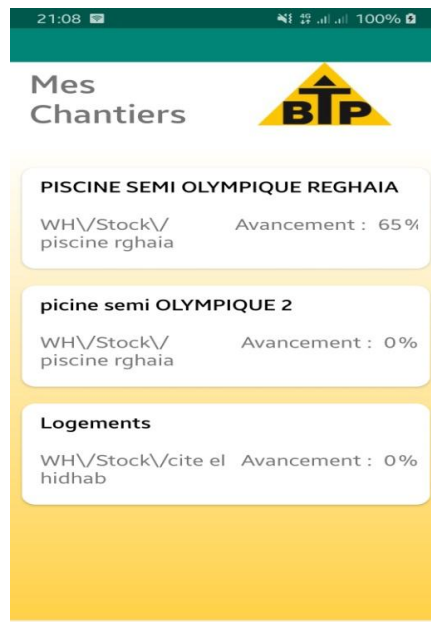 21:08 4G 100%
Mes
Chantiers
BTP
PISCINE SEMI OLYMPIQUE REGHAIA
WH\/Stock\/ Avancement : 65%
piscine rghaia
picine semi OLYMPIQUE 2
WH\/Stock\/ Avancement : 0%
piscine rghaia
Logements
WH\/Stock\/cite el Avancement : 0%
hidhab